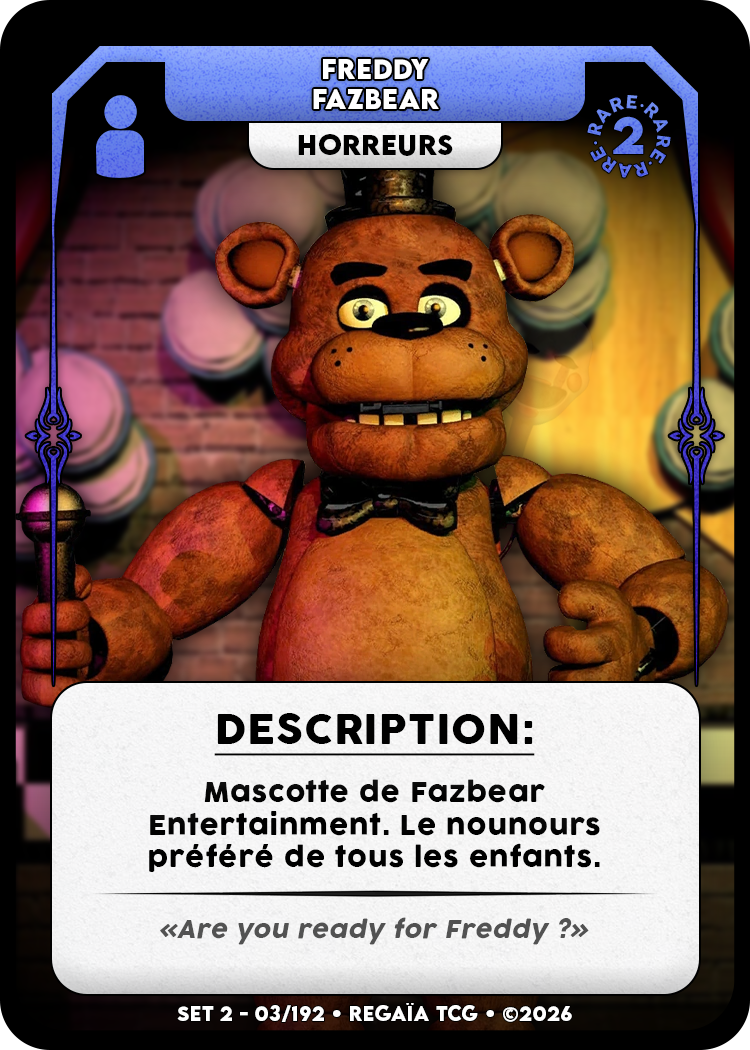 FREDDY
FAZBEAR
HORREURS
RARE·RARE·RARE·
2
DESCRIPTION:
Mascotte de Fazbear
Entertainment. Le nounours
préféré de tous les enfants.
«Are you ready for Freddy ?»
SET 2 - 03/192 • REGAÏA TCG • ©2026